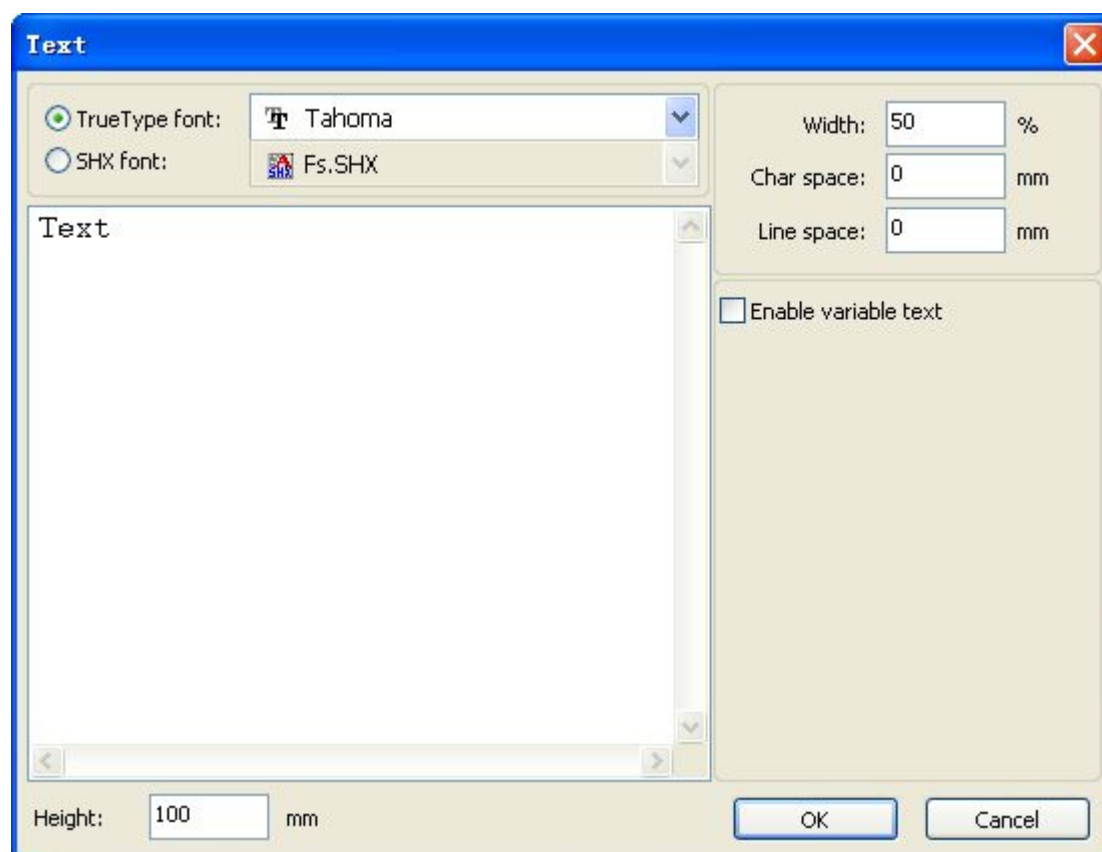 Text
TrueType font: Tahoma
SHX font: Fs.SHX
Width: 50 %
Char space: 0 mm
Line space: 0 mm
Text
Enable variable text
Height: 100 mm
OK Cancel